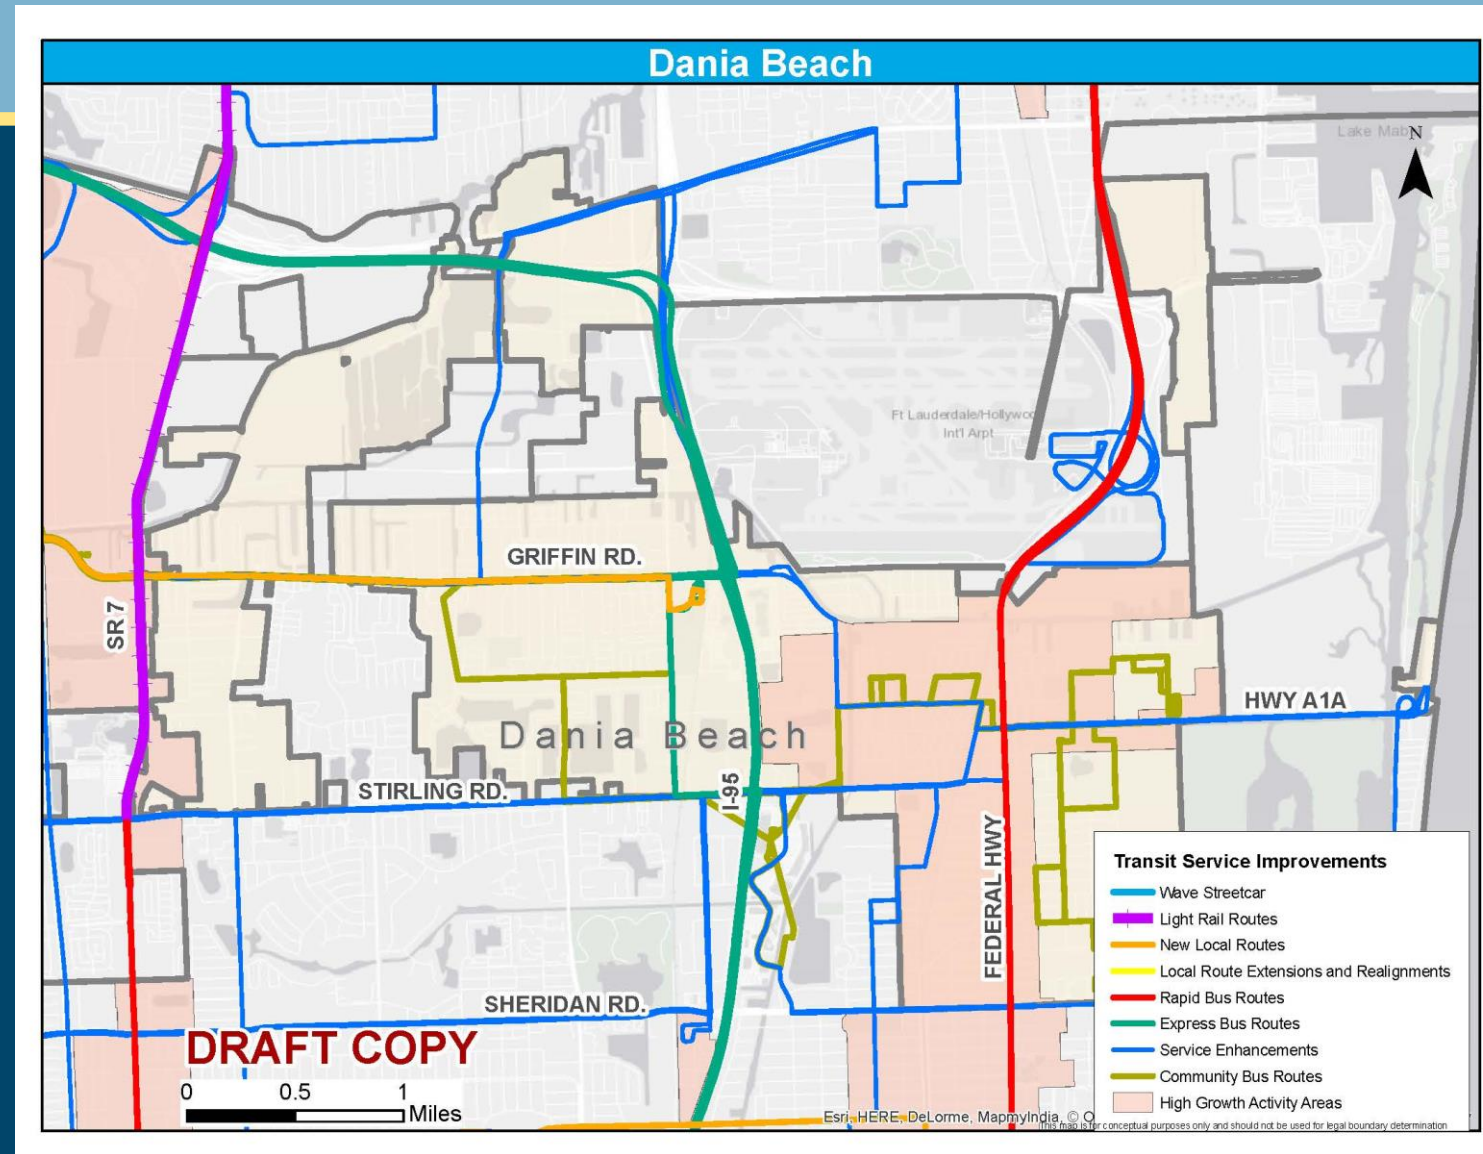 Dania Beach
Lake Mab
N
Ft Lauderdale/Hollywoo
Int'l Arpt
GRIFFIN RD.
SR 7
HWY A1A
Dania Beach
STIRLING RD.
I-95
FEDERAL HWY
SHERIDAN RD.
DRAFT COPY
0 0.5 1
Miles
Transit Service Improvements
Wave Streetcar
Light Rail Routes
New Local Routes
Local Route Extensions and Realignments
Rapid Bus Routes
Express Bus Routes
Service Enhancements
Community Bus Routes
High Growth Activity Areas
Esri, HERE, DeLorme, MapmyIndia, © O
This map is for conceptual purposes only and should not be used for legal boundary determination